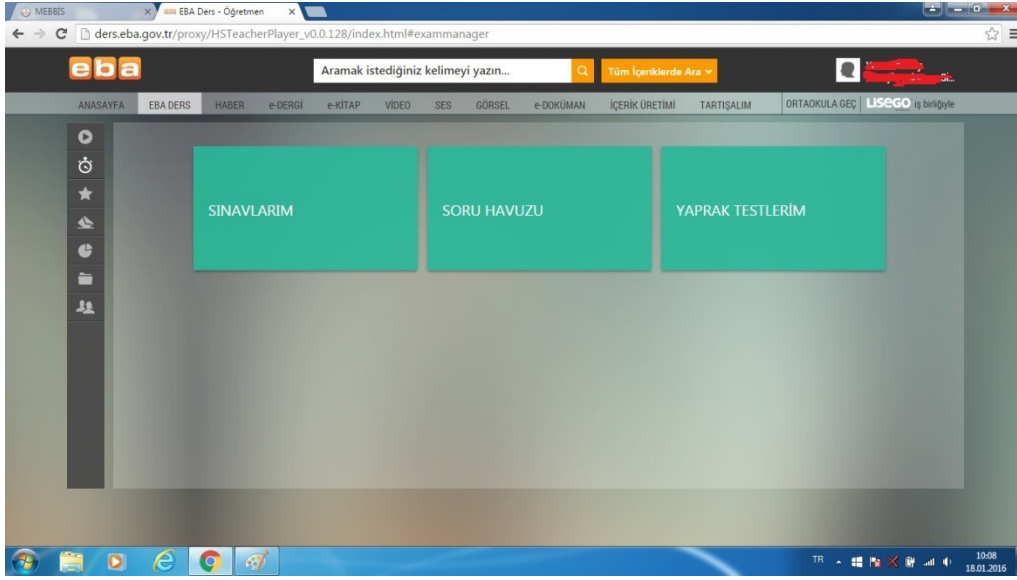 MEBBİS
EBA Ders - Öğretmen
ders.eba.gov.tr/proxy/HSTeacherPlayer_v0.0.128/index.html#exammanager
eba
Aramak istediğiniz kelimeyi yazın...
Tüm İçeriklerde Ara
ANASAYFA EBA DERS HABER e-DERGİ e-KİTAP VİDEO SES GÖRSEL e-DOKÜMAN İÇERİK ÜRETİMİ TARTIŞALIM ORTAOKULA GEÇ LISEGO iş birliğiyle
SINAVLARIM
SORU HAVUZU
YAPRAK TESTLERİM
TR
10:08
18.01.2016